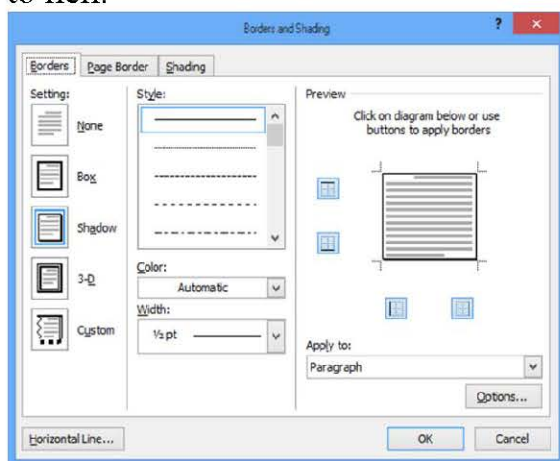 Borders and Shading ?
Borders Page Border Shading
Setting:
None
Box
Shadow
3-D
Custom
Style:
Color:
Automatic
Width:
½ pt
Preview
Click on diagram below or use
buttons to apply borders
Apply to:
Paragraph
Options...
Horizontal Line...
OK Cancel